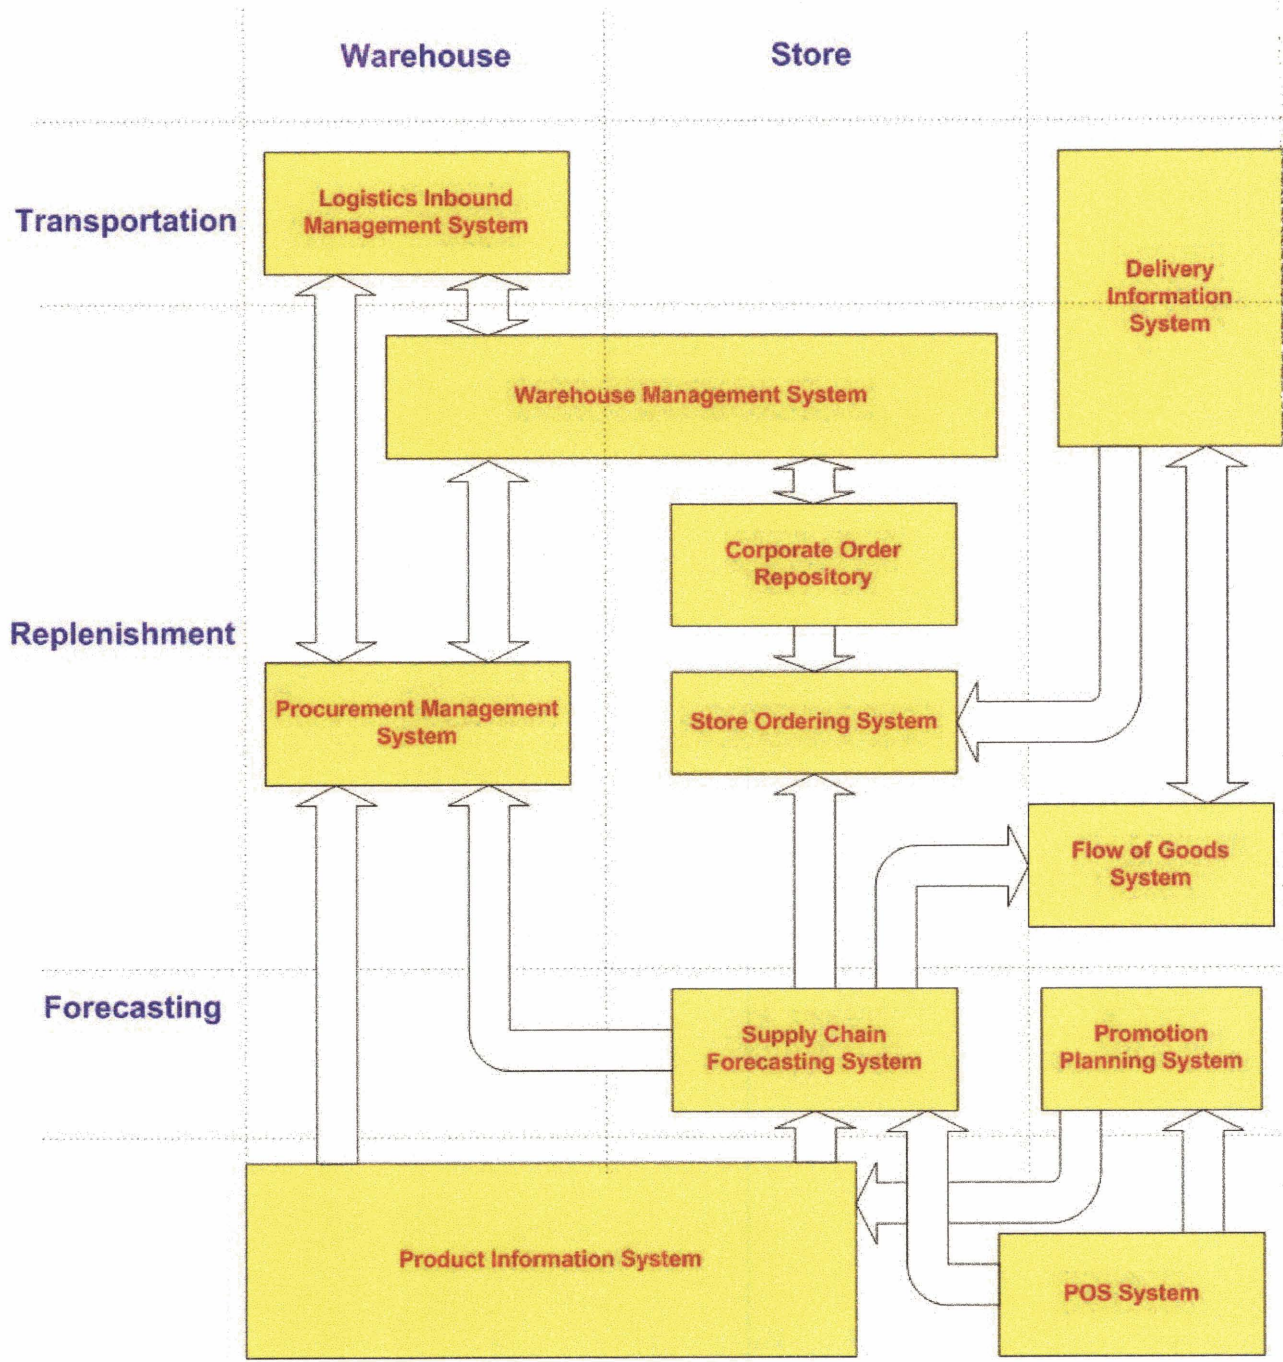 Warehouse
Store
Transportation
Logistics Inbound
Management System
Delivery
Information
System
Warehouse Management System
Corporate Order
Repository
Replenishment
Procurement Management
System
Store Ordering System
Flow of Goods
System
Forecasting
Supply Chain
Forecasting System
Promotion
Planning System
Product Information System
POS System